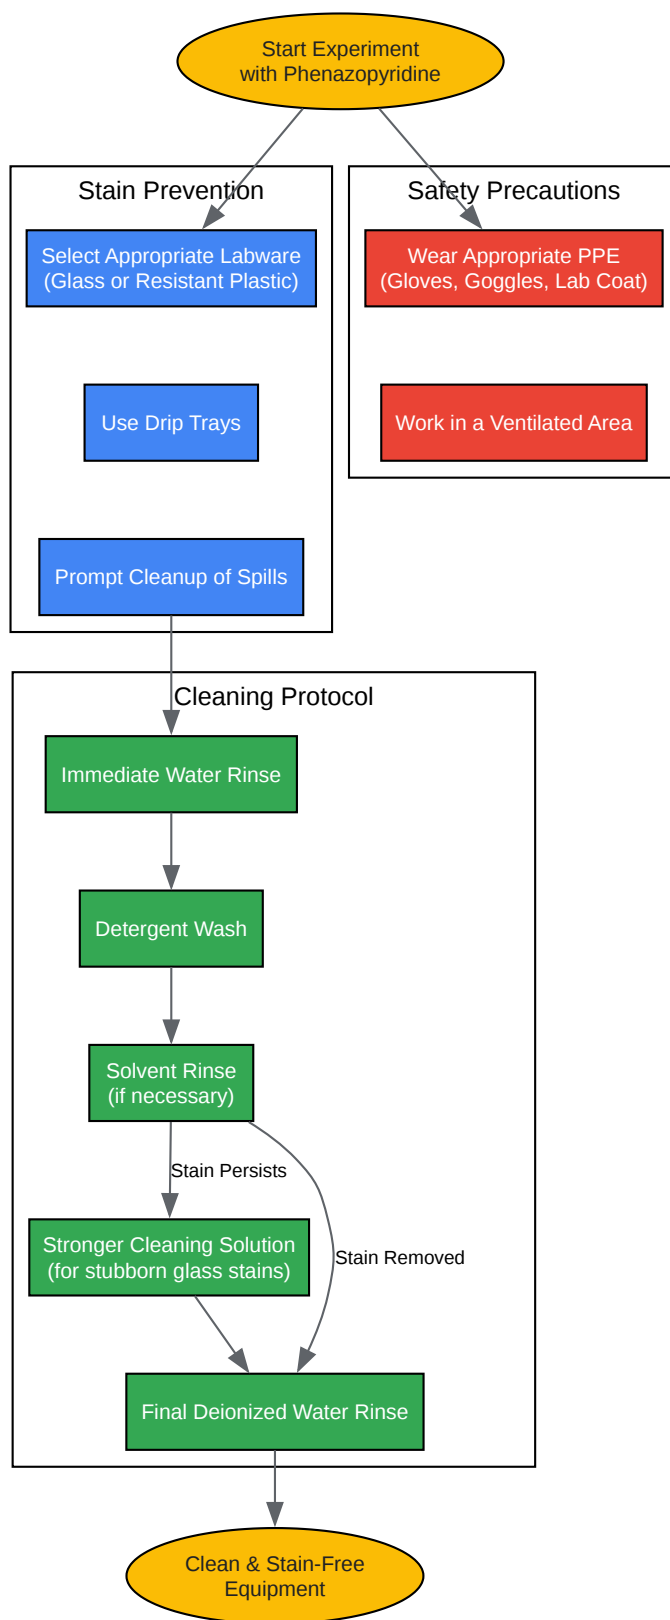 Start Experiment
with Phenazopyridine
Stain Prevention
Safety Precautions
Select Appropriate Labware
(Glass or Resistant Plastic)
Wear Appropriate PPE
(Gloves, Goggles, Lab Coat)
Use Drip Trays
Work in a Ventilated Area
Prompt Cleanup of Spills
Cleaning Protocol
Immediate Water Rinse
Detergent Wash
Solvent Rinse
(if necessary)
Stain Persists
Stronger Cleaning Solution
(for stubborn glass stains)
Stain Removed
Final Deionized Water Rinse
Clean & Stain-Free
Equipment